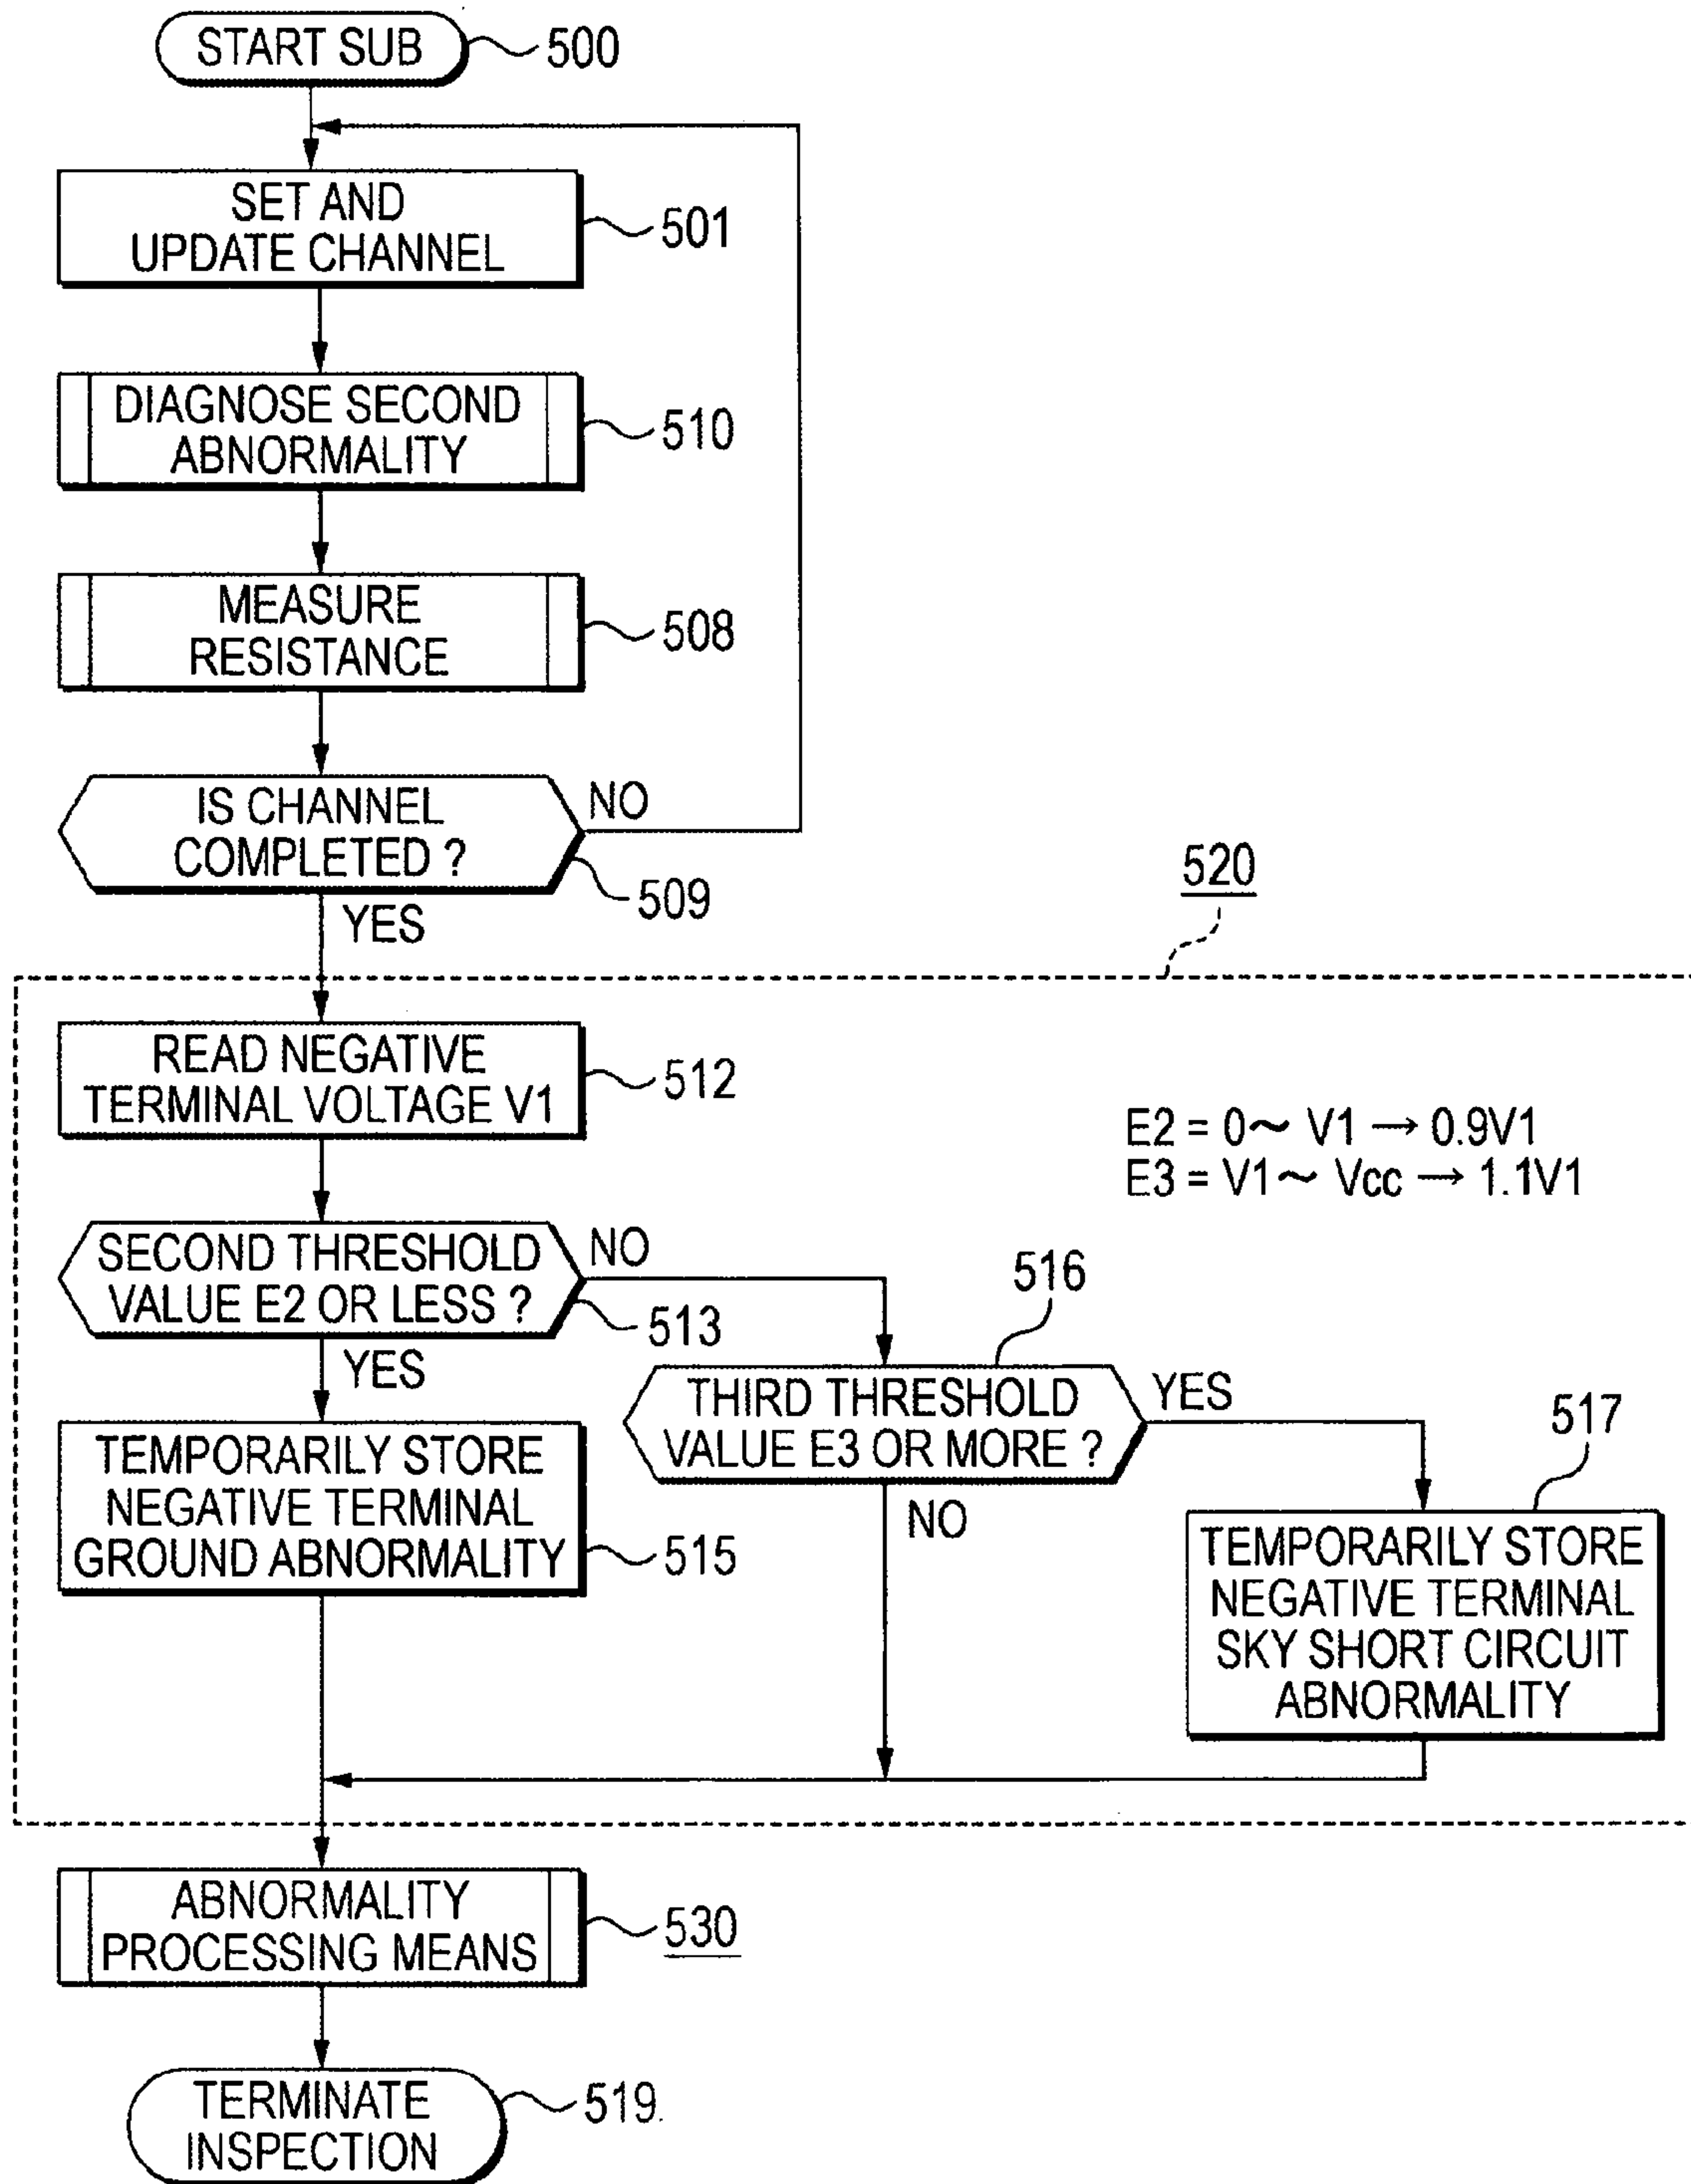 START SUB
500
SET AND
UPDATE CHANNEL
501
DIAGNOSE SECOND
ABNORMALITY
510
MEASURE
RESISTANCE
508
IS CHANNEL
COMPLETED ?
NO
509
YES
520
READ NEGATIVE
TERMINAL VOLTAGE V1
512
E2 = 0～ V1 → 0.9V1
E3 = V1～ Vcc → 1.1V1
SECOND THRESHOLD
VALUE E2 OR LESS ?
NO
513
YES
516
THIRD THRESHOLD
VALUE E3 OR MORE ?
YES
NO
517
TEMPORARILY STORE
NEGATIVE TERMINAL
GROUND ABNORMALITY
515
TEMPORARILY STORE
NEGATIVE TERMINAL
SKY SHORT CIRCUIT
ABNORMALITY
ABNORMALITY
PROCESSING MEANS
530
TERMINATE
INSPECTION
519